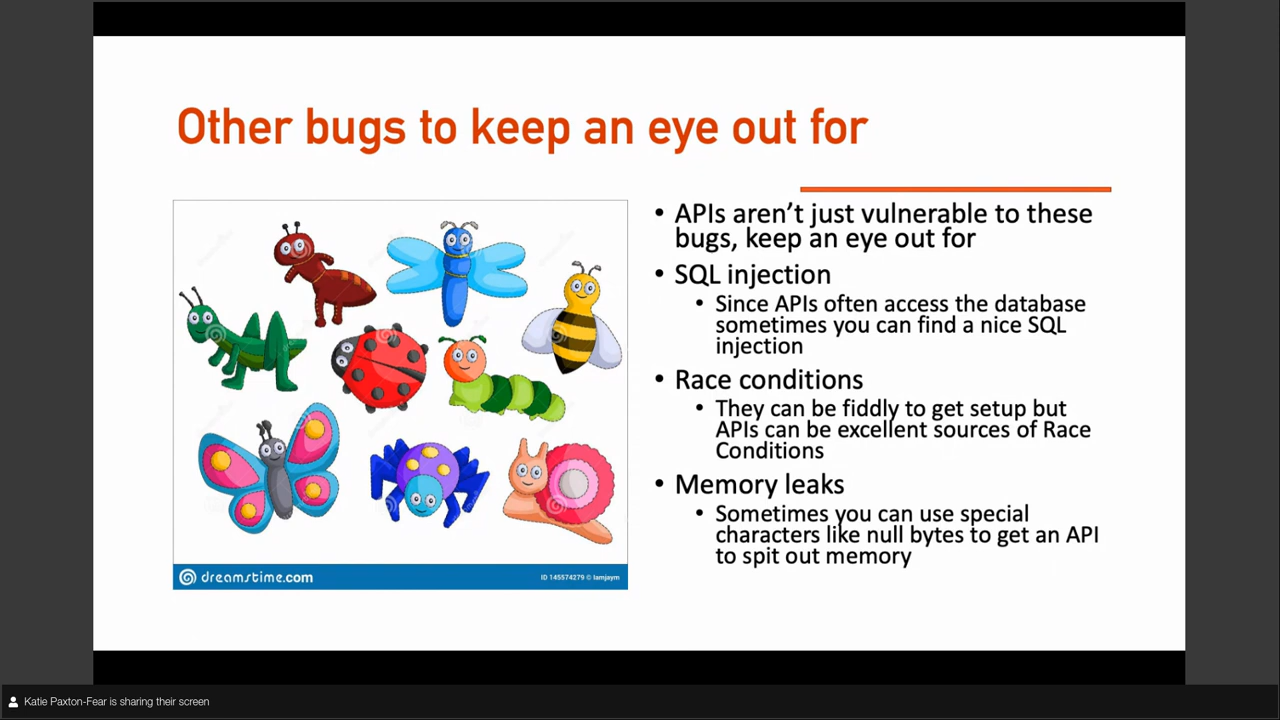 Other bugs to keep an eye out for
• APIs aren’t just vulnerable to these
bugs, keep an eye out for
• SQL injection
• Since APIs often access the database
sometimes you can find a nice SQL
injection
• Race conditions
• They can be fiddly to get setup but
APIs can be excellent sources of Race
Conditions
• Memory leaks
• Sometimes you can use special
characters like null bytes to get an API
to spit out memory
dreamstime.com
ID 145574279 © Iamjaym
Katie Paxton-Fear is sharing their screen